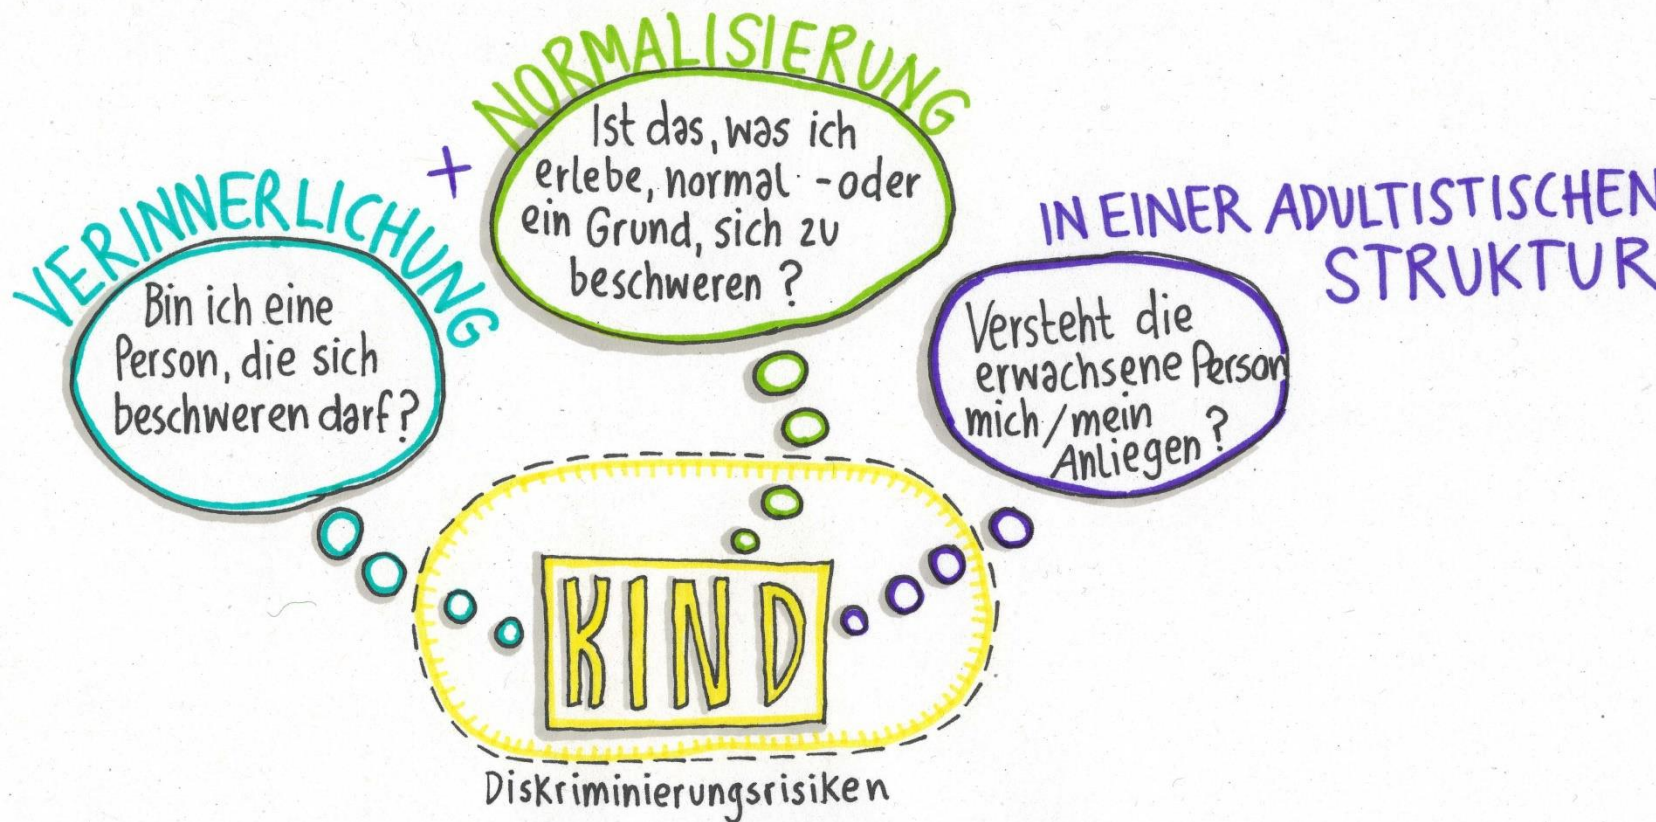 VERINNERLICHUNG
Bin ich eine
Person, die sich
beschweren darf?
+
NORMALISIERUNG
Ist das, was ich
erlebe, normal - oder
ein Grund, sich zu
beschweren ?
IN EINER ADULTISTISCHEN
STRUKTUR
Versteht die
erwachsene Person
mich/mein
Anliegen ?
KIND
Diskriminierungsrisiken